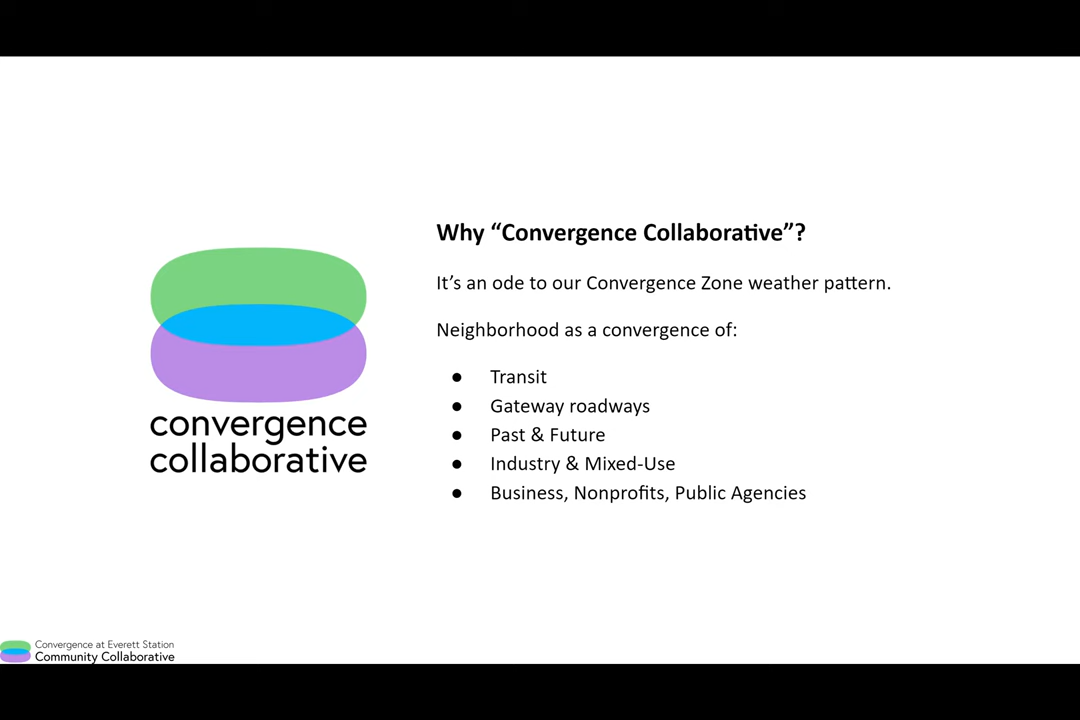 Why “Convergence Collaborative”?
It’s an ode to our Convergence Zone weather pattern.
Neighborhood as a convergence of:
● Transit
● Gateway roadways
● Past & Future
● Industry & Mixed-Use
● Business, Nonprofits, Public Agencies
convergence
collaborative
Convergence at Everett Station
Community Collaborative